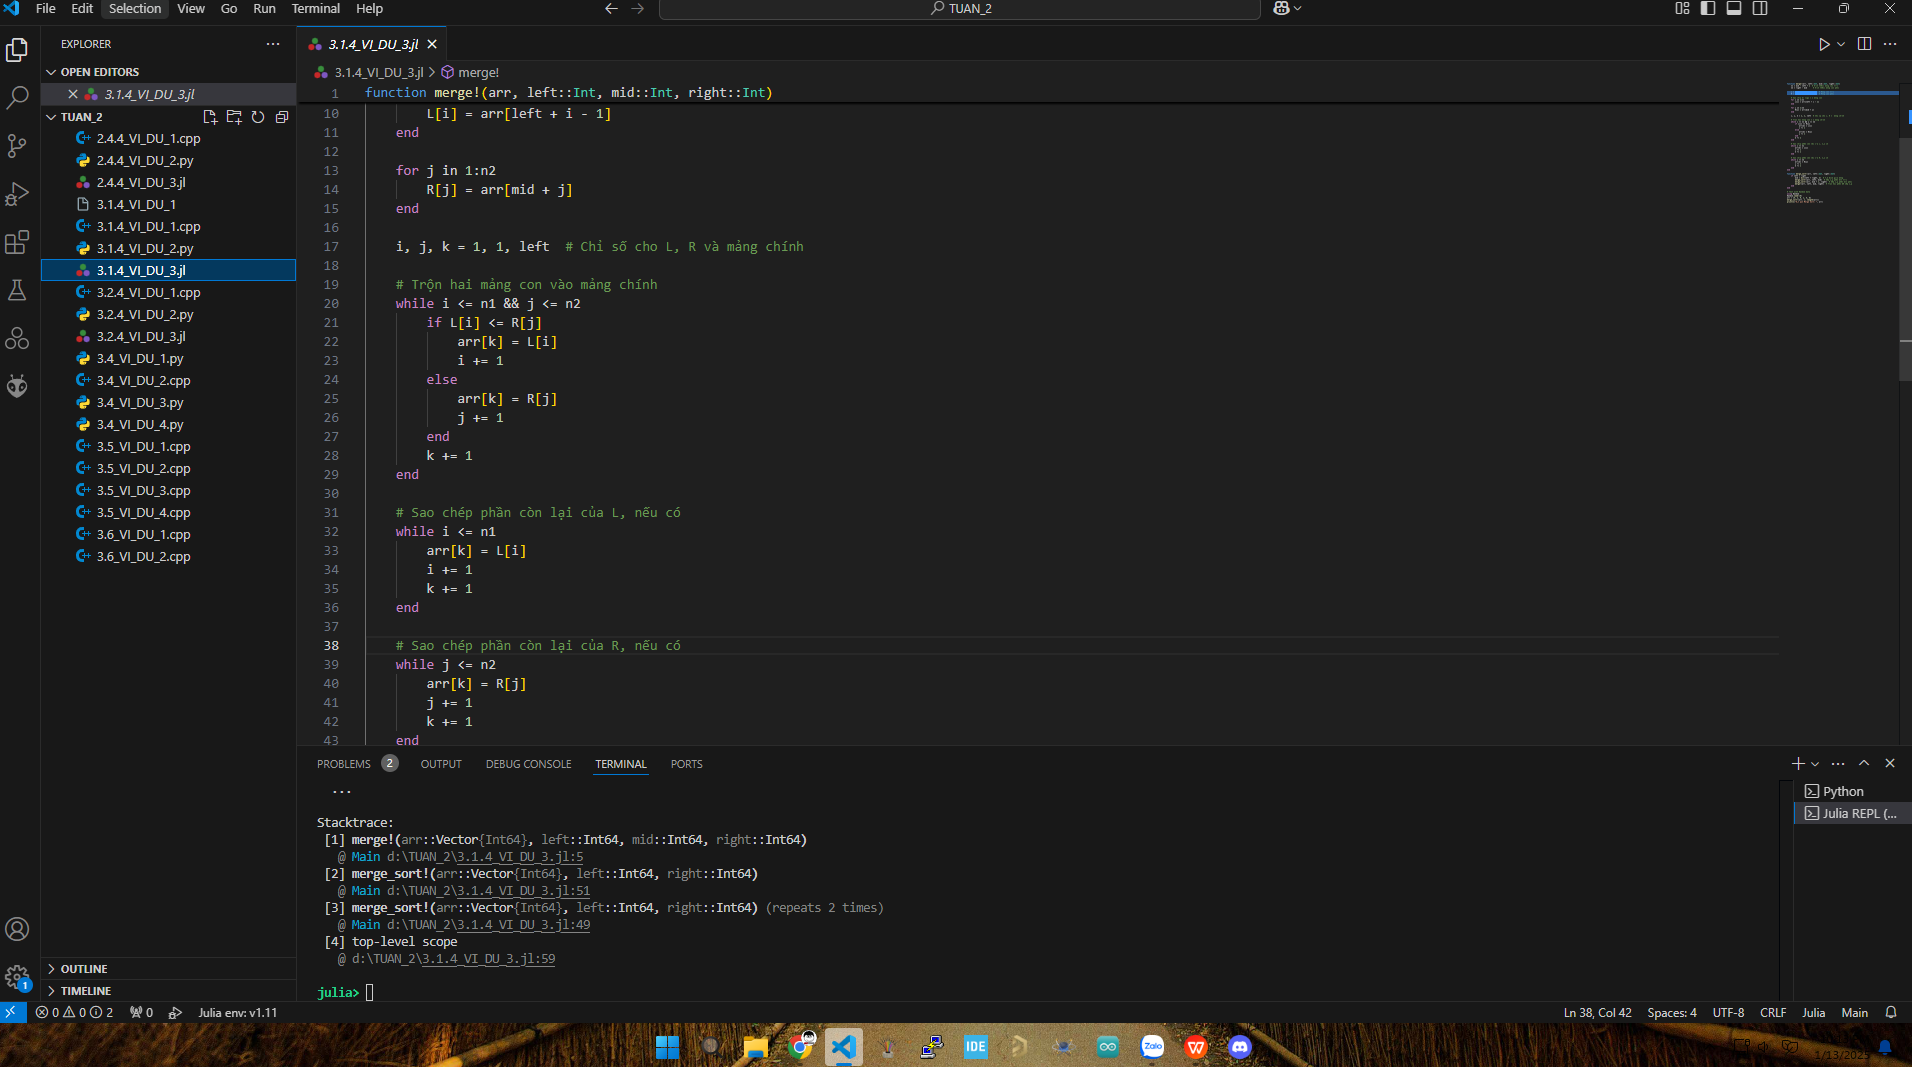 File Edit Selection View Go Run Terminal Help
TUAN_2
EXPLORER
OPEN EDITORS
3.1.4_VI_DU_3.jl
TUAN_2
2.4.4_VI_DU_1.cpp
2.4.4_VI_DU_2.py
2.4.4_VI_DU_3.jl
3.1.4_VI_DU_1
3.1.4_VI_DU_1.cpp
3.1.4_VI_DU_2.py
3.1.4_VI_DU_3.jl
3.2.4_VI_DU_1.cpp
3.2.4_VI_DU_2.py
3.2.4_VI_DU_3.jl
3.4_VI_DU_1.py
3.4_VI_DU_2.cpp
3.4_VI_DU_3.py
3.4_VI_DU_4.py
3.5_VI_DU_1.cpp
3.5_VI_DU_2.cpp
3.5_VI_DU_3.cpp
3.5_VI_DU_4.cpp
3.6_VI_DU_1.cpp
3.6_VI_DU_2.cpp
OUTLINE
TIMELINE
3.1.4_VI_DU_3.jl
3.1.4_VI_DU_3.jl > merge!
1 function merge!(arr, left::Int, mid::Int, right::Int)
10 L[i] = arr[left + i - 1]
11 end
12
13 for j in 1:n2
14 R[j] = arr[mid + j]
15 end
16
17 i, j, k = 1, 1, left # Chỉ số cho L, R và mảng chính
18
19 # Trộn hai mảng con vào mảng chính
20 while i <= n1 && j <= n2
21 if L[i] <= R[j]
22 arr[k] = L[i]
23 i += 1
24 else
25 arr[k] = R[j]
26 j += 1
27 end
28 k += 1
29 end
30
31 # Sao chép phần còn lại của L, nếu có
32 while i <= n1
33 arr[k] = L[i]
34 i += 1
35 k += 1
36 end
37
38 # Sao chép phần còn lại của R, nếu có
39 while j <= n2
40 arr[k] = R[j]
41 j += 1
42 k += 1
43 end
PROBLEMS 2 OUTPUT DEBUG CONSOLE TERMINAL PORTS
...
Stacktrace:
[1] merge!(arr::Vector{Int64}, left::Int64, mid::Int64, right::Int64)
@ Main d:\TUAN_2\3.1.4_VI_DU_3.jl:5
[2] merge_sort!(arr::Vector{Int64}, left::Int64, right::Int64)
@ Main d:\TUAN_2\3.1.4_VI_DU_3.jl:51
[3] merge_sort!(arr::Vector{Int64}, left::Int64, right::Int64) (repeats 2 times)
@ Main d:\TUAN_2\3.1.4_VI_DU_3.jl:49
[4] top-level scope
@ d:\TUAN_2\3.1.4_VI_DU_3.jl:59
julia>
Python
Julia REPL (...
1
0 0 2 0 Julia env: v1.11
Ln 38, Col 42 Spaces: 4 UTF-8 CRLF Julia Main
IDE
Zalo